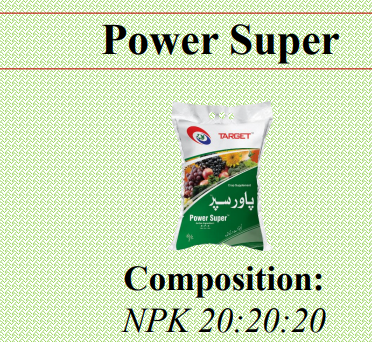 Power Super
TARGET
پاور سپر
Power Super
Composition:
NPK 20:20:20